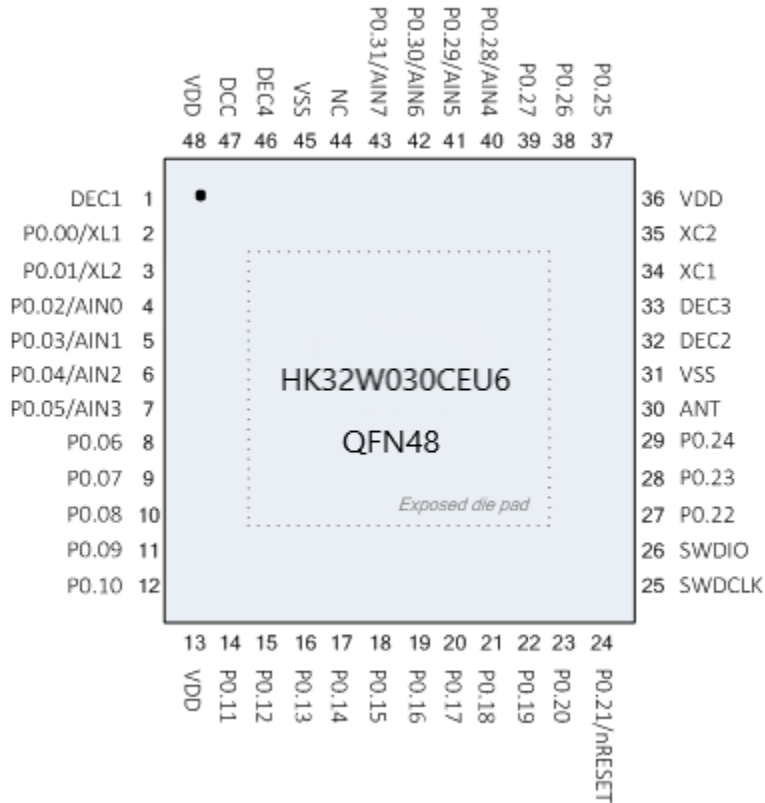 VDD DCC DEC4 VSS NC P0.31/AIN7 P0.30/AIN6 P0.29/AIN5 P0.28/AIN4 P0.27 P0.26 P0.25
48 47 46 45 44 43 42 41 40 39 38 37
DEC1 1 36 VDD
P0.00/XL1 2 35 XC2
P0.01/XL2 3 34 XC1
P0.02/AIN0 4 33 DEC3
P0.03/AIN1 5 32 DEC2
P0.04/AIN2 6 31 VSS
HK32W030CEU6
P0.05/AIN3 7 30 ANT
P0.06 8 29 P0.24
QFN48
P0.07 9 28 P0.23
Exposed die pad
P0.08 10 27 P0.22
P0.09 11 26 SWDIO
P0.10 12 25 SWDCLK
13 14 15 16 17 18 19 20 21 22 23 24
VDD P0.11 P0.12 P0.13 P0.14 P0.15 P0.16 P0.17 P0.18 P0.19 P0.20 P0.21/nRESET